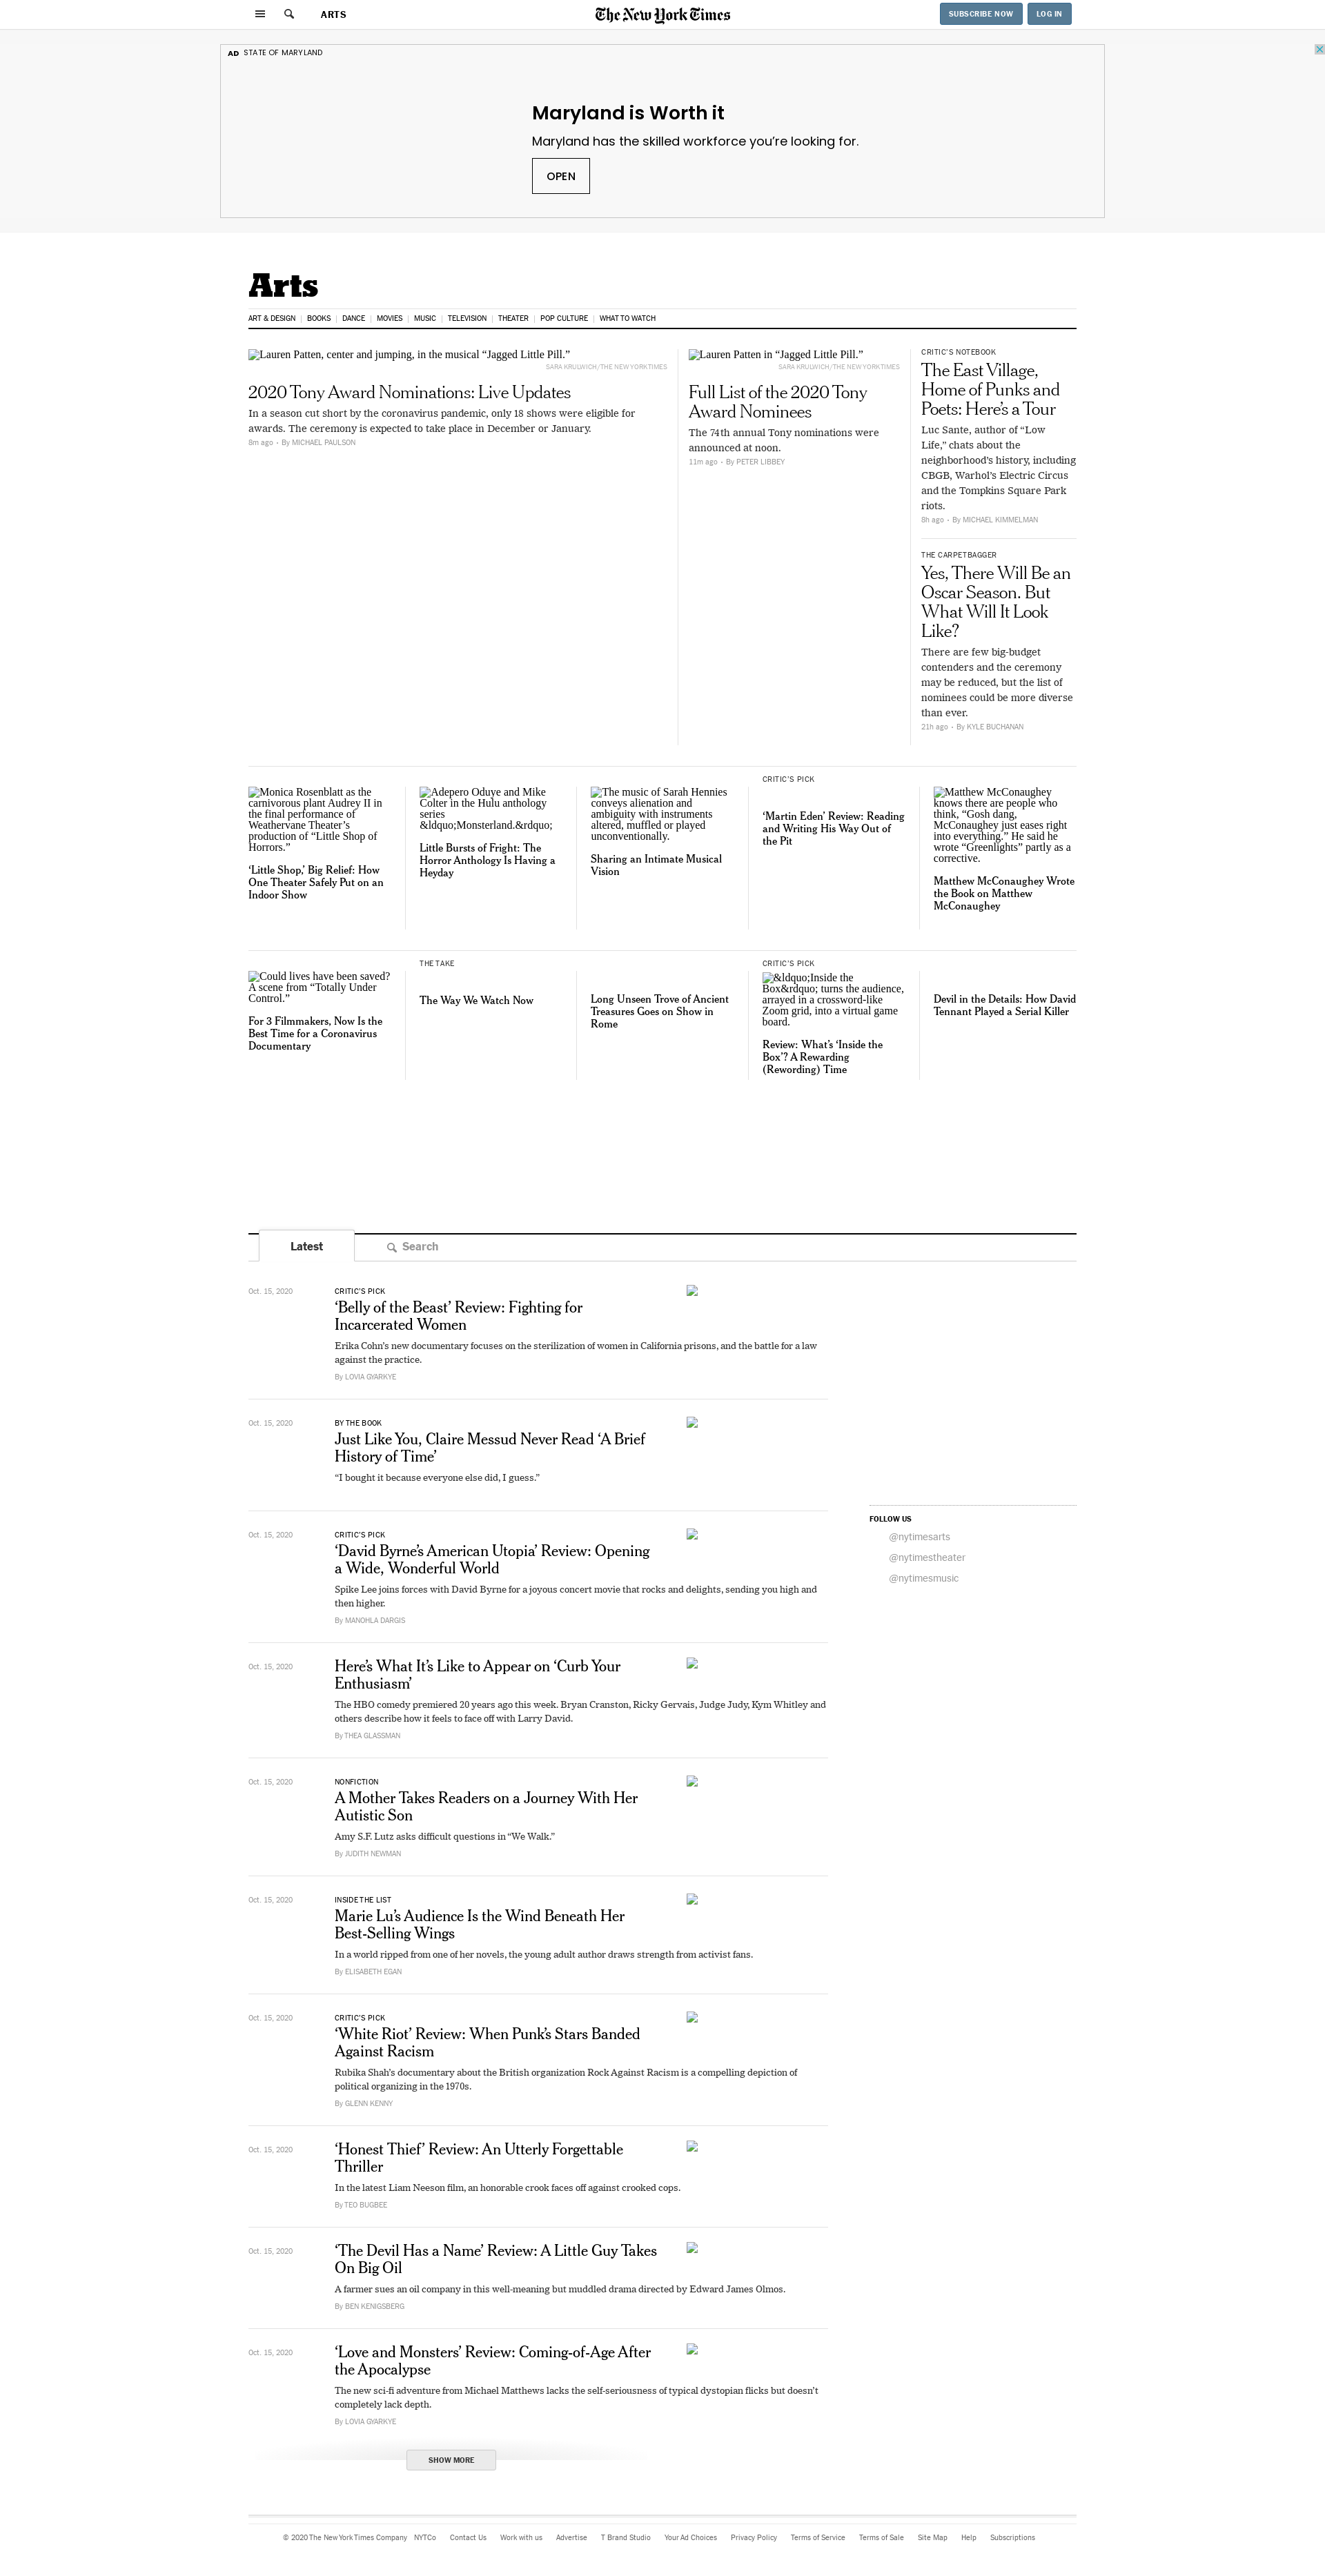 ARTS
The New York Times
SUBSCRIBE NOW
LOG IN
AD STATE OF MARYLAND
Maryland is Worth it
Maryland has the skilled workforce you’re looking for.
OPEN
Arts
ART & DESIGN
BOOKS
DANCE
MOVIES
MUSIC
TELEVISION
THEATER
POP CULTURE
WHAT TO WATCH
Lauren Patten, center and jumping, in the musical “Jagged Little Pill.”
SARA KRULWICH/THE NEW YORK TIMES
2020 Tony Award Nominations: Live Updates
In a season cut short by the coronavirus pandemic, only 18 shows were eligible for
awards. The ceremony is expected to take place in December or January.
8m ago • By MICHAEL PAULSON
Lauren Patten in “Jagged Little Pill.”
SARA KRULWICH/THE NEW YORK TIMES
Full List of the 2020 Tony
Award Nominees
The 74th annual Tony nominations were
announced at noon.
11m ago • By PETER LIBBEY
CRITIC’S NOTEBOOK
The East Village,
Home of Punks and
Poets: Here’s a Tour
Luc Sante, author of “Low
Life,” chats about the
neighborhood’s history, including
CBGB, Warhol’s Electric Circus
and the Tompkins Square Park
riots.
8h ago • By MICHAEL KIMMELMAN
THE CARPETBAGGER
Yes, There Will Be an
Oscar Season. But
What Will It Look
Like?
There are few big-budget
contenders and the ceremony
may be reduced, but the list of
nominees could be more diverse
than ever.
21h ago • By KYLE BUCHANAN
Monica Rosenblatt as the
carnivorous plant Audrey II in
the final performance of
Weathervane Theater’s
production of “Little Shop of
Horrors.”
‘Little Shop,’ Big Relief: How
One Theater Safely Put on an
Indoor Show
Adepero Oduye and Mike
Colter in the Hulu anthology
series
&ldquo;Monsterland.&rdquo;
Little Bursts of Fright: The
Horror Anthology Is Having a
Heyday
The music of Sarah Hennies
conveys alienation and
ambiguity with instruments
altered, muffled or played
unconventionally.
Sharing an Intimate Musical
Vision
CRITIC’S PICK
‘Martin Eden’ Review: Reading
and Writing His Way Out of
the Pit
Matthew McConaughey
knows there are people who
think, “Gosh dang,
McConaughey just eases right
into everything.” He said he
wrote “Greenlights” partly as a
corrective.
Matthew McConaughey Wrote
the Book on Matthew
McConaughey
Could lives have been saved?
A scene from “Totally Under
Control.”
For 3 Filmmakers, Now Is the
Best Time for a Coronavirus
Documentary
THE TAKE
The Way We Watch Now
Long Unseen Trove of Ancient
Treasures Goes on Show in
Rome
CRITIC’S PICK
&ldquo;Inside the
Box&rdquo; turns the audience,
arrayed in a crossword-like
Zoom grid, into a virtual game
board.
Review: What’s ‘Inside the
Box’? A Rewarding
(Rewording) Time
Devil in the Details: How David
Tennant Played a Serial Killer
Latest
Search
Oct. 15, 2020
CRITIC’S PICK
‘Belly of the Beast’ Review: Fighting for
Incarcerated Women
Erika Cohn’s new documentary focuses on the sterilization of women in California prisons, and the battle for a law
against the practice.
By LOVIA GYARKYE
Oct. 15, 2020
BY THE BOOK
Just Like You, Claire Messud Never Read ‘A Brief
History of Time’
“I bought it because everyone else did, I guess.”
Oct. 15, 2020
CRITIC’S PICK
‘David Byrne’s American Utopia’ Review: Opening
a Wide, Wonderful World
Spike Lee joins forces with David Byrne for a joyous concert movie that rocks and delights, sending you high and
then higher.
By MANOHLA DARGIS
FOLLOW US
@nytimesarts
@nytimestheater
@nytimesmusic
Oct. 15, 2020
Here’s What It’s Like to Appear on ‘Curb Your
Enthusiasm’
The HBO comedy premiered 20 years ago this week. Bryan Cranston, Ricky Gervais, Judge Judy, Kym Whitley and
others describe how it feels to face off with Larry David.
By THEA GLASSMAN
Oct. 15, 2020
NONFICTION
A Mother Takes Readers on a Journey With Her
Autistic Son
Amy S.F. Lutz asks difficult questions in “We Walk.”
By JUDITH NEWMAN
Oct. 15, 2020
INSIDE THE LIST
Marie Lu’s Audience Is the Wind Beneath Her
Best-Selling Wings
In a world ripped from one of her novels, the young adult author draws strength from activist fans.
By ELISABETH EGAN
Oct. 15, 2020
CRITIC’S PICK
‘White Riot’ Review: When Punk’s Stars Banded
Against Racism
Rubika Shah’s documentary about the British organization Rock Against Racism is a compelling depiction of
political organizing in the 1970s.
By GLENN KENNY
Oct. 15, 2020
‘Honest Thief’ Review: An Utterly Forgettable
Thriller
In the latest Liam Neeson film, an honorable crook faces off against crooked cops.
By TEO BUGBEE
Oct. 15, 2020
‘The Devil Has a Name’ Review: A Little Guy Takes
On Big Oil
A farmer sues an oil company in this well-meaning but muddled drama directed by Edward James Olmos.
By BEN KENIGSBERG
Oct. 15, 2020
‘Love and Monsters’ Review: Coming-of-Age After
the Apocalypse
The new sci-fi adventure from Michael Matthews lacks the self-seriousness of typical dystopian flicks but doesn’t
completely lack depth.
By LOVIA GYARKYE
SHOW MORE
© 2020 The New York Times Company
NYTCo
Contact Us
Work with us
Advertise
T Brand Studio
Your Ad Choices
Privacy Policy
Terms of Service
Terms of Sale
Site Map
Help
Subscriptions